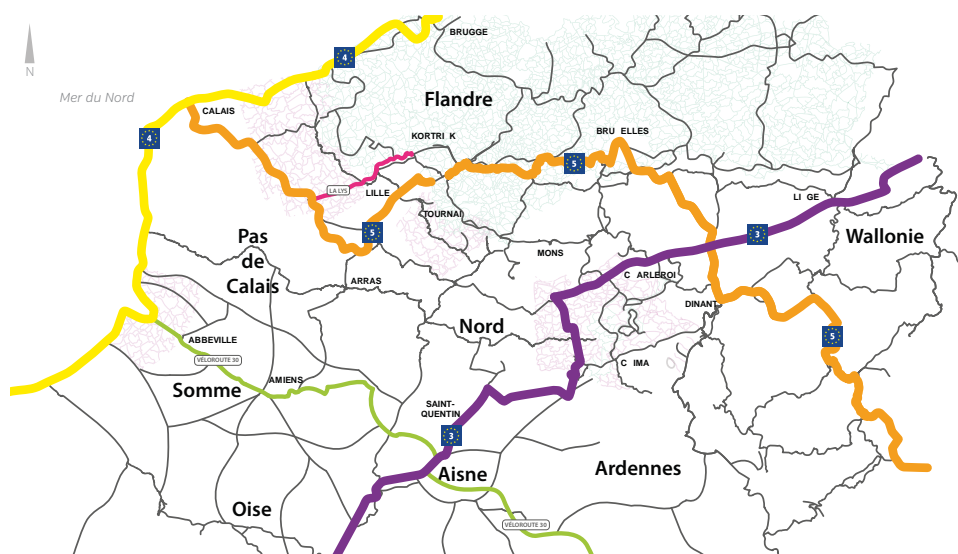 BRUGGE
4
N
Mer du Nord
Flandre
CALAIS
4
KORTRI K
BRU ELLES
5
LA LYS
LILLE
LI GE
TOURNAI
5
3
Wallonie
Pas
de
Calais
MONS
C ARLEROI
ARRAS
DINANT
Nord
ABBEVILLE
5
VÉLOROUTE 30
C IMA
Somme
AMIENS
SAINT-
QUENTIN
3
Aisne
Ardennes
Oise
VÉLOROUTE 30